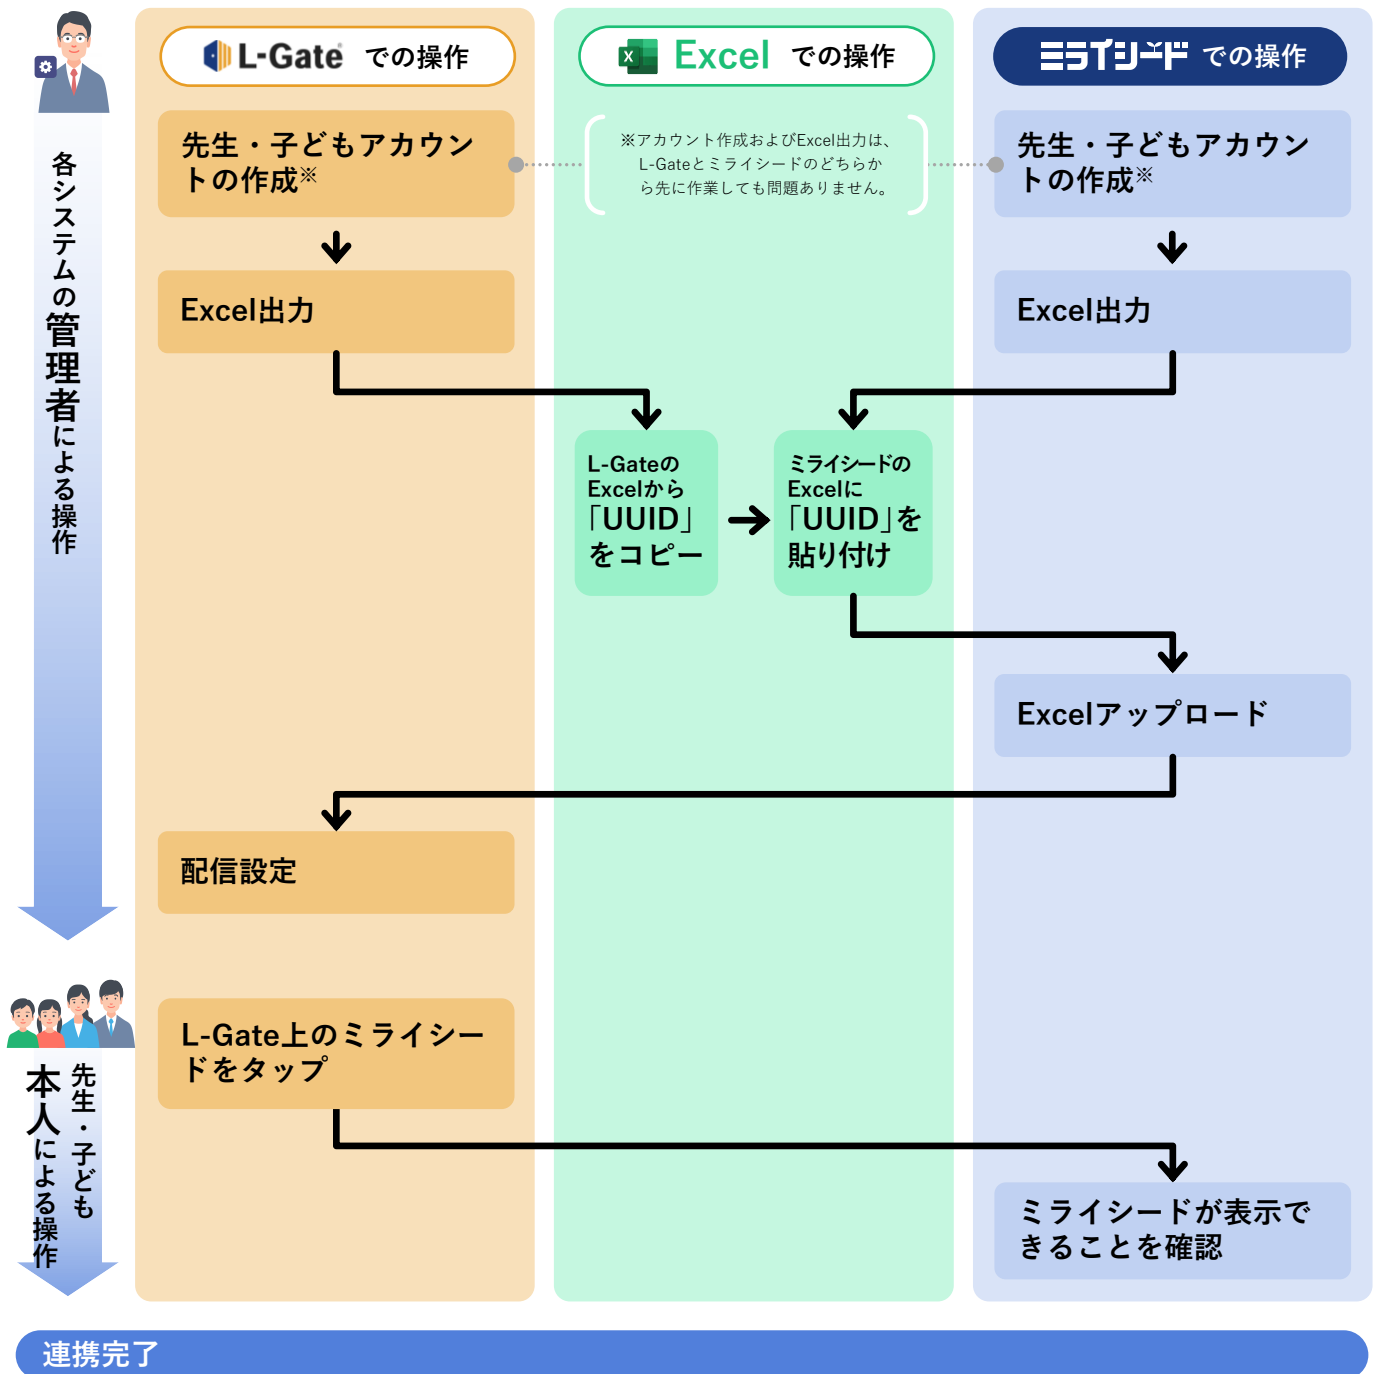 L-Gate での操作
X Excel での操作
ミライシード での操作
各システムの管理者による操作
先生・子どもアカウン
トの作成※
※アカウント作成およびExcel出力は、
L-Gateとミライシードのどちらか
ら先に作業しても問題ありません。
先生・子どもアカウン
トの作成※
Excel出力
Excel出力
L-Gateの
Excelから
「UUID」
をコピー
ミライシードの
Excelに
「UUID」を
貼り付け
Excelアップロード
配信設定
先生・子ども
本人による操作
L-Gate上のミライシー
ドをタップ
ミライシードが表示で
きることを確認
連携完了